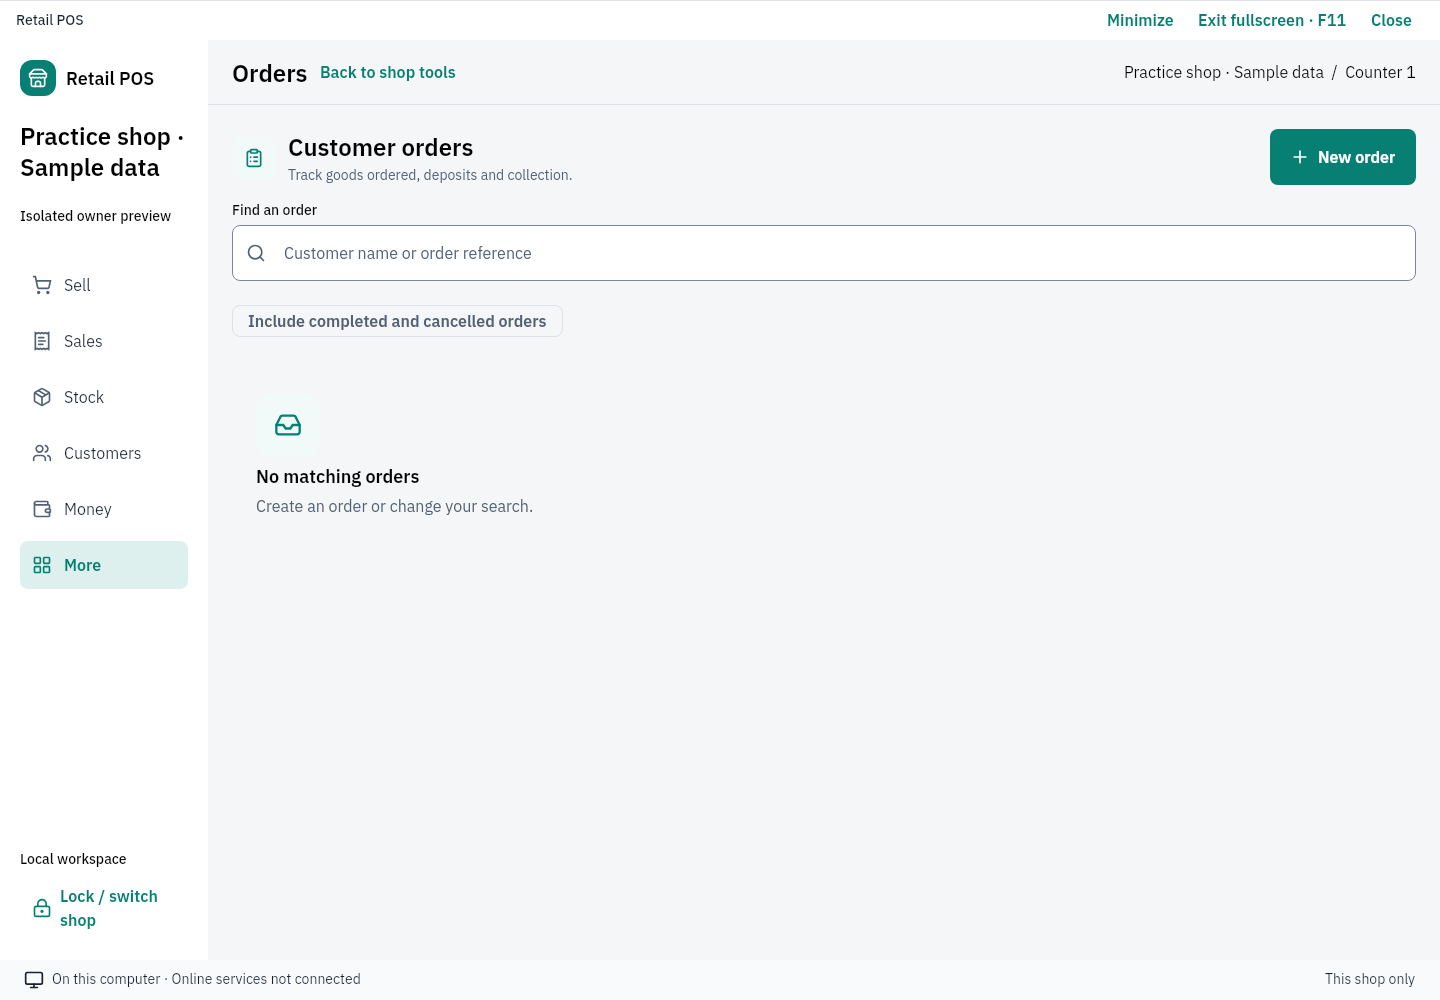 Retail POS
Minimize
Exit fullscreen · F11
Close
Retail POS
Practice shop ·
Sample data
Isolated owner preview
Sell
Sales
Stock
Customers
Money
More
Local workspace
Lock / switch
shop
Orders
Back to shop tools
Practice shop · Sample data / Counter 1
Customer orders
Track goods ordered, deposits and collection.
New order
Find an order
Customer name or order reference
Include completed and cancelled orders
No matching orders
Create an order or change your search.
On this computer · Online services not connected
This shop only